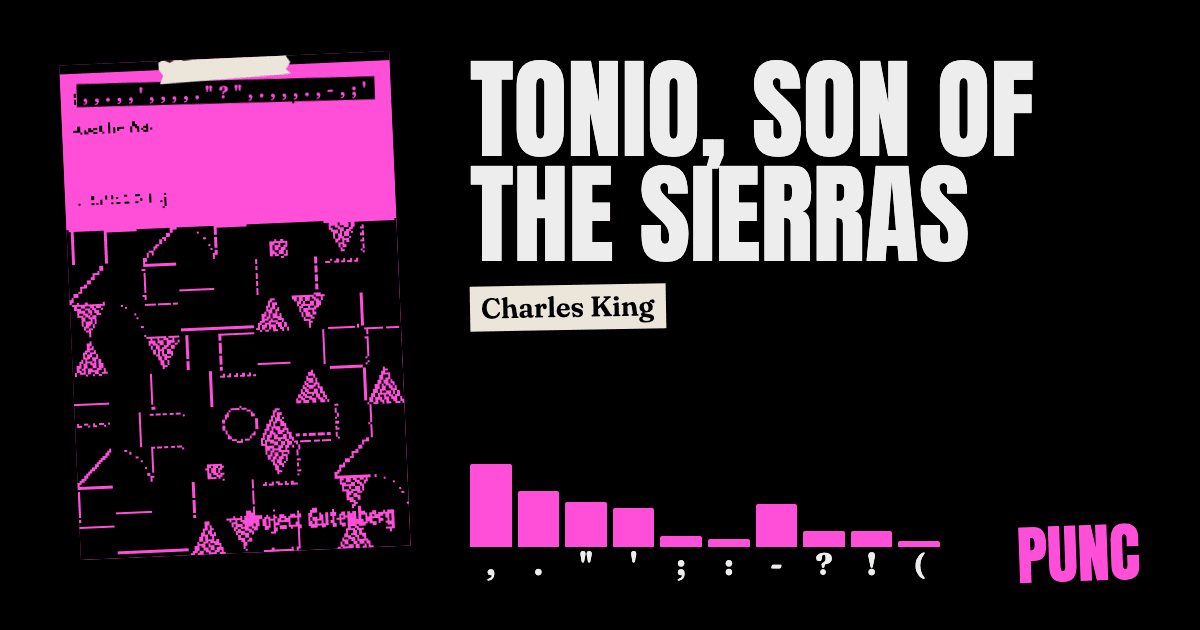 ,,.,,',,,,."?",.,,,.,-,;'
Project Gutenberg
TONIO, SON OF
THE SIERRAS
Charles King
, . " ' ; : - ? ! (
PUNC